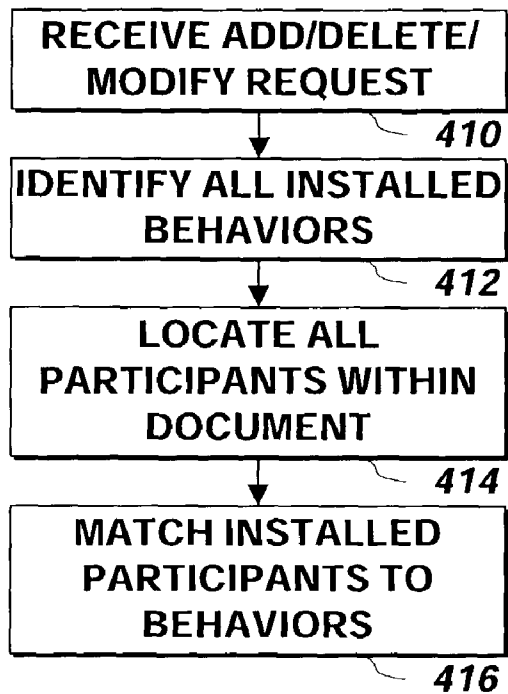 RECEIVE ADD/DELETE/
MODIFY REQUEST
410
IDENTIFY ALL INSTALLED
BEHAVIORS
412
LOCATE ALL
PARTICIPANTS WITHIN
DOCUMENT
414
MATCH INSTALLED
PARTICIPANTS TO
BEHAVIORS
416